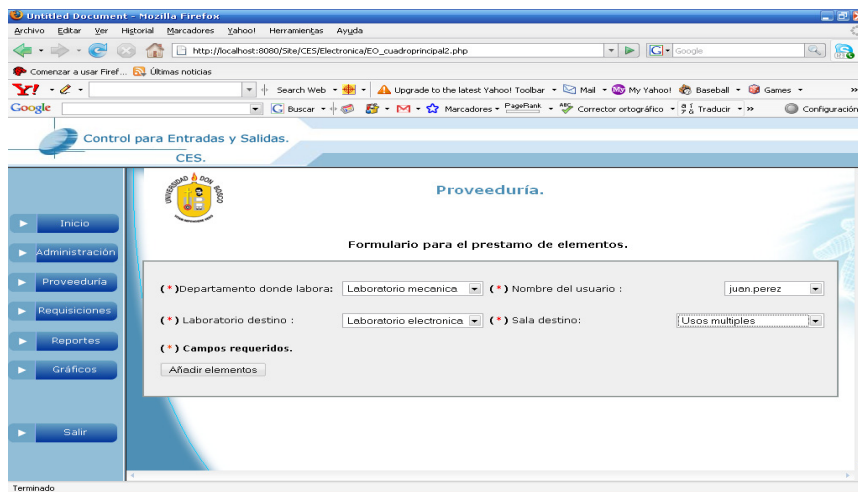 Untitled Document - Mozilla Firefox
Archivo Editar Ver Historial Marcadores Yahoo! Herramientas Ayuda
http://localhost:8080/Site/CES/Electronica/EO_cuadroprincipal2.php
Google
Comenzar a usar Firef... Últimas noticias
Y! Search Web Upgrade to the latest Yahoo! Toolbar Mail My Yahoo! Baseball Games »
Google Buscar Marcadores PageRank Corrector ortográfico Traducir » Configuración
Control para Entradas y Salidas.
CES.
UNIVERSIDAD DON BOSCO
Proveeduría.
Inicio
Formulario para el prestamo de elementos.
Administración
Proveeduría
(*)Departamento donde labora: Laboratorio mecanica (*) Nombre del usuario : juan.perez
Requisiciones
(*) Laboratorio destino : Laboratorio electronica (*) Sala destino: Usos multiples
Reportes
(*) Campos requeridos.
Gráficos
Añadir elementos
Salir
Terminado